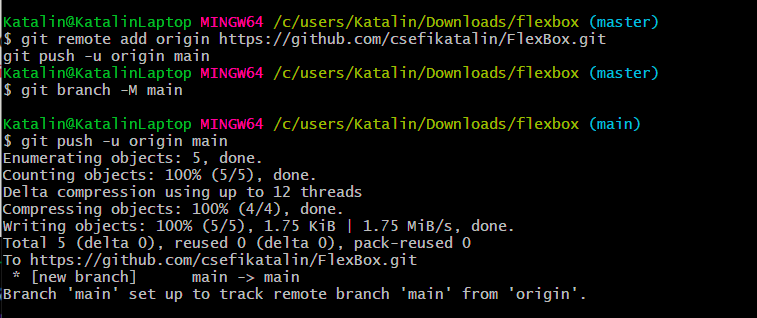 Katalin@KatalinLaptop MINGW64 /c/users/Katalin/Downloads/flexbox (master)
$ git remote add origin https://github.com/csefikatalin/FlexBox.git
git push -u origin main
Katalin@KatalinLaptop MINGW64 /c/users/Katalin/Downloads/flexbox (master)
$ git branch -M main
Katalin@KatalinLaptop MINGW64 /c/users/Katalin/Downloads/flexbox (main)
$ git push -u origin main
Enumerating objects: 5, done.
Counting objects: 100% (5/5), done.
Delta compression using up to 12 threads
Compressing objects: 100% (4/4), done.
Writing objects: 100% (5/5), 1.75 KiB | 1.75 MiB/s, done.
Total 5 (delta 0), reused 0 (delta 0), pack-reused 0
To https://github.com/csefikatalin/FlexBox.git
 * [new branch]      main -> main
Branch 'main' set up to track remote branch 'main' from 'origin'.